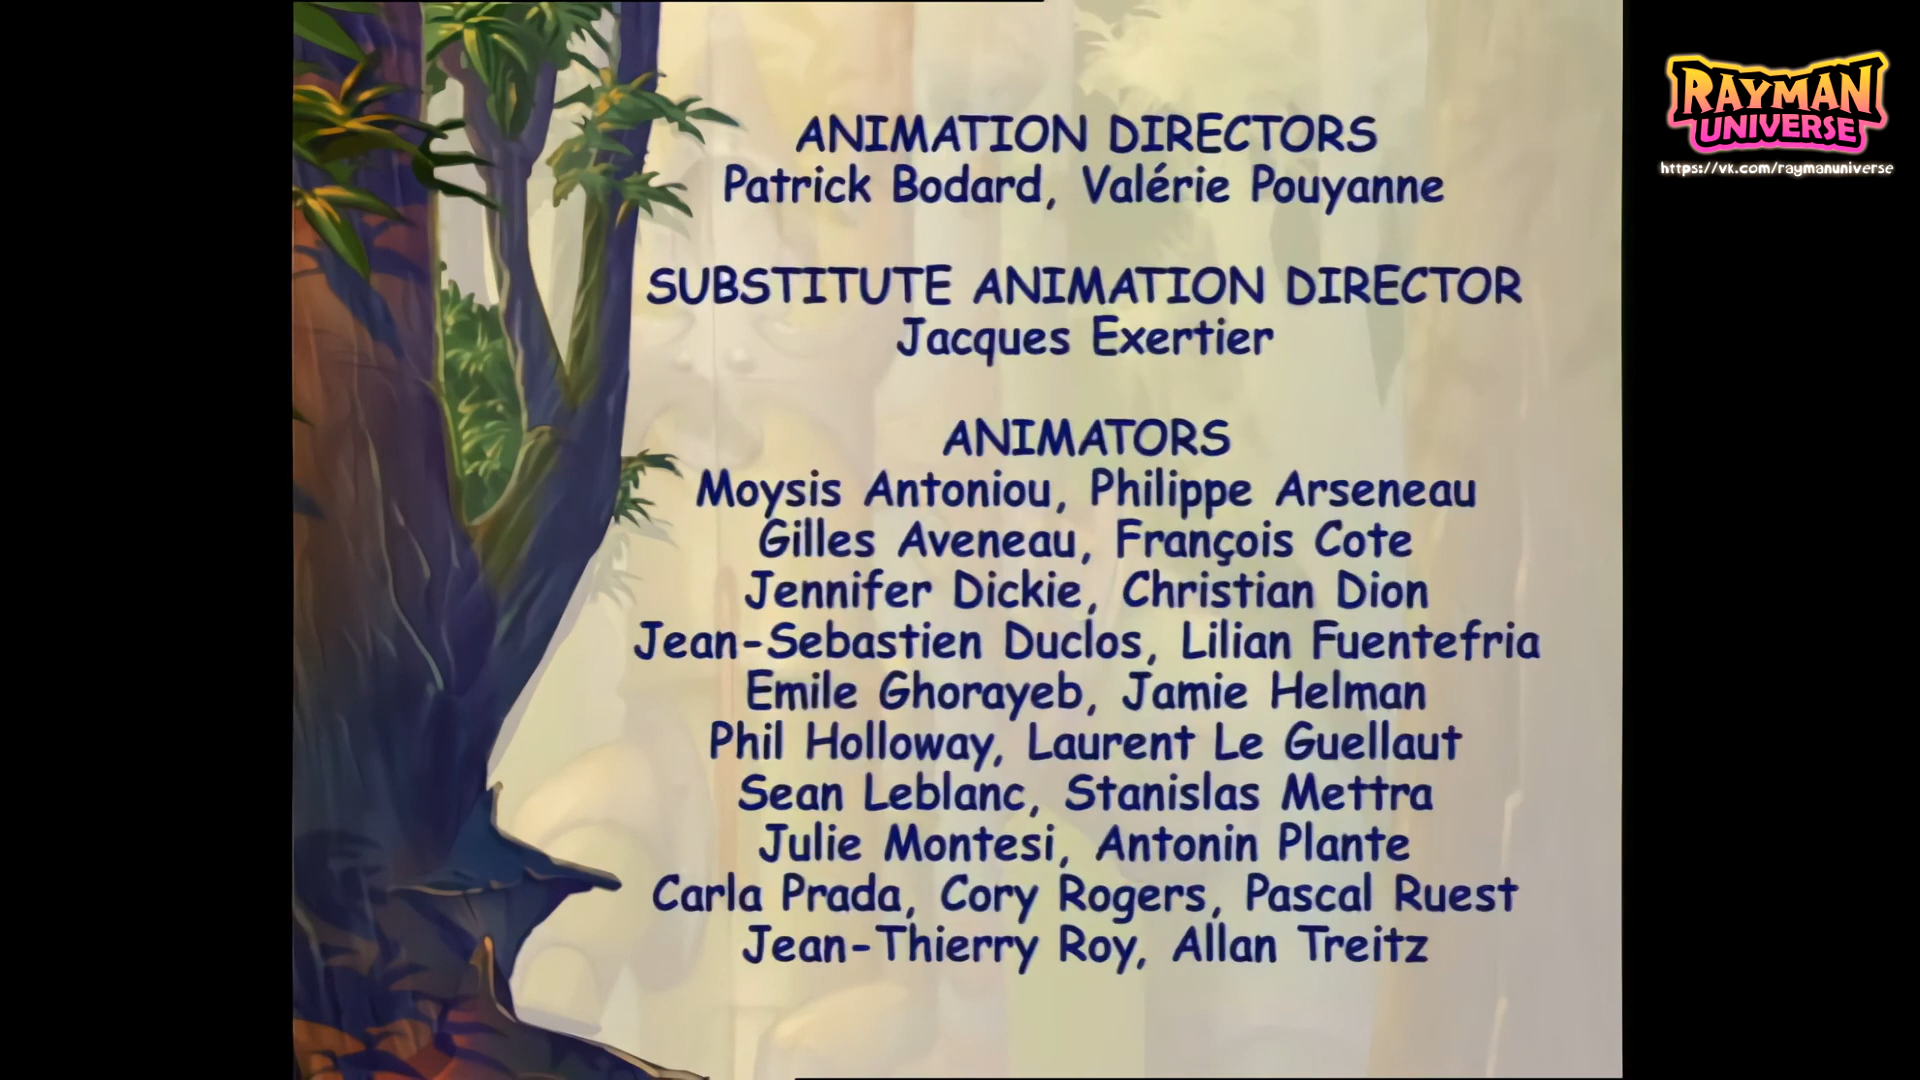 ANIMATION DIRECTORS
Patrick Bodard, Valérie Pouyanne
SUBSTITUTE ANIMATION DIRECTOR
Jacques Exertier
ANIMATORS
Moysis Antoniou, Philippe Arseneau
Gilles Aveneau, François Cote
Jennifer Dickie, Christian Dion
Jean-Sebastien Duclos, Lilian Fuentefria
Emile Ghorayeb, Jamie Helman
Phil Holloway, Laurent Le Guellaut
Sean Leblanc, Stanislas Mettra
Julie Montesi, Antonin Plante
Carla Prada, Cory Rogers, Pascal Ruest
Jean-Thierry Roy, Allan Treitz
RAYMAN
UNIVERSE
https://vk.com/raymanuniverse